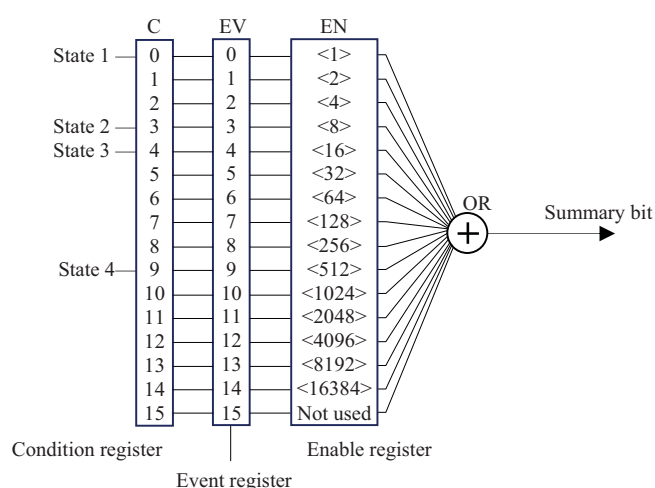 C EV EN
State 1 0 0 <1>
1 1 <2>
2 2 <4>
State 2 3 3 <8>
State 3 4 4 <16>
5 5 <32>
6 6 <64>
OR
7 7 <128>
Summary bit
8 8 <256>
State 4 9 9 <512>
10 10 <1024>
11 11 <2048>
12 12 <4096>
13 13 <8192>
14 14 <16384>
15 15 Not used
Condition register
Enable register
Event register